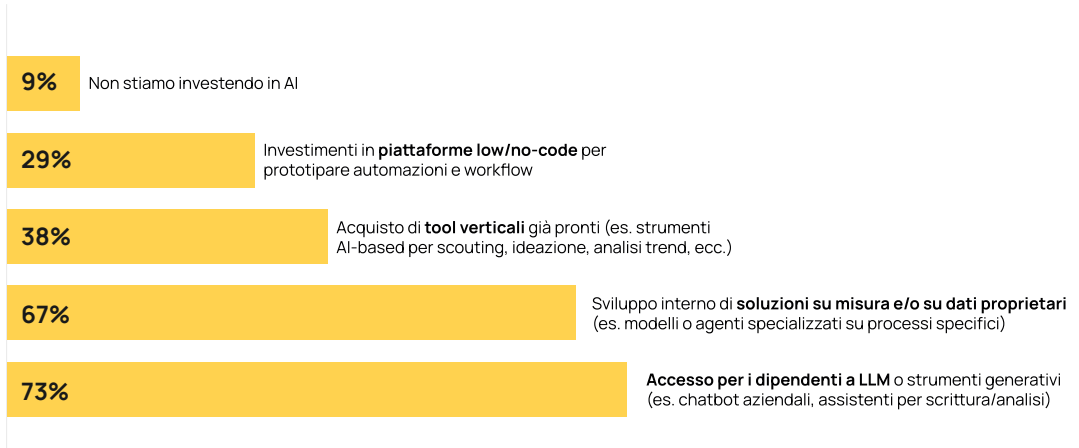 9%
Non stiamo investendo in AI
29%
Investimenti in piattaforme low/no-code per
prototipare automazioni e workflow
38%
Acquisto di tool verticali già pronti (es. strumenti
AI-based per scouting, ideazione, analisi trend, ecc.)
67%
Sviluppo interno di soluzioni su misura e/o su dati proprietari
(es. modelli o agenti specializzati su processi specifici)
73%
Accesso per i dipendenti a LLM o strumenti generativi
(es. chatbot aziendali, assistenti per scrittura/analisi)